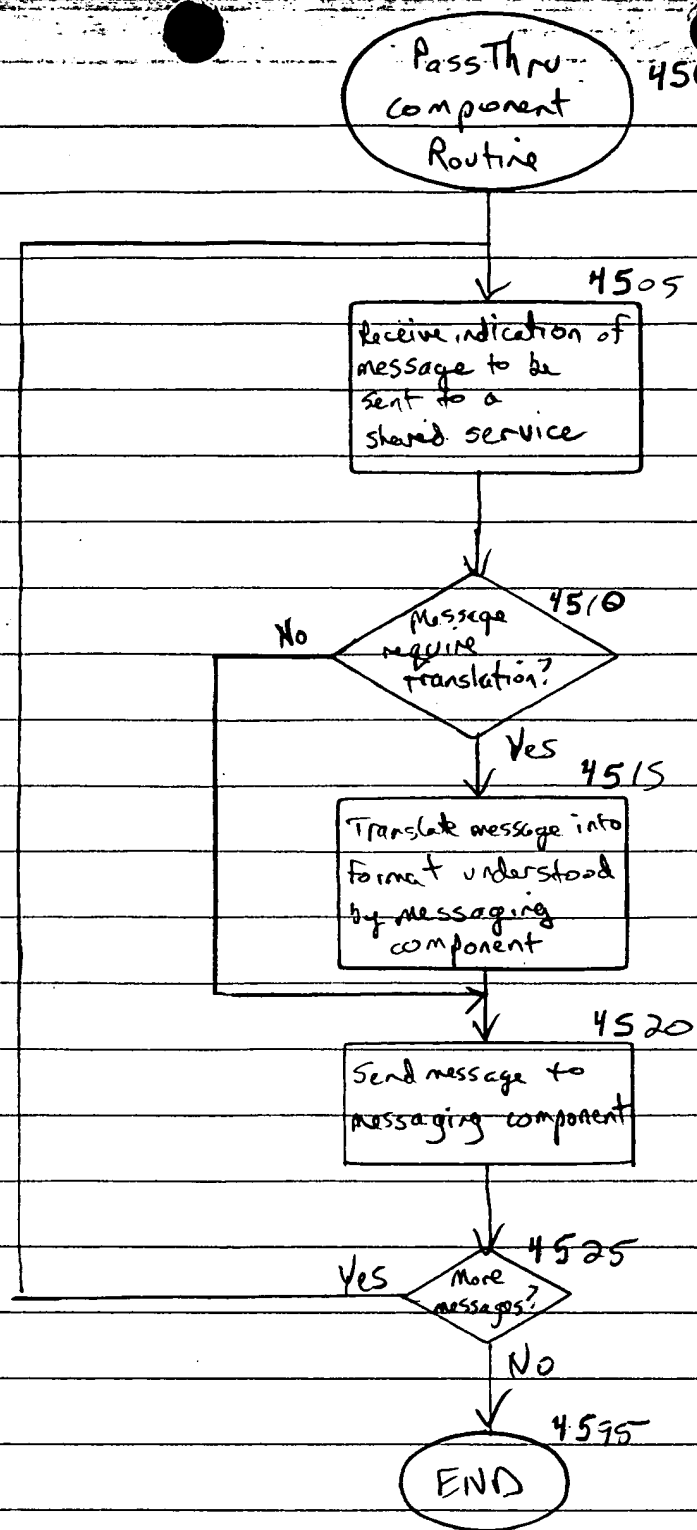 PassThru
component
Routine
4505
Receive indication of
message to be
sent to a
shared service
4510
Message
require
translation?
No
Yes
4515
Translate message into
format understood
by messaging
component
4520
Send message to
messaging component
4525
More
messages?
Yes
No
4595
END